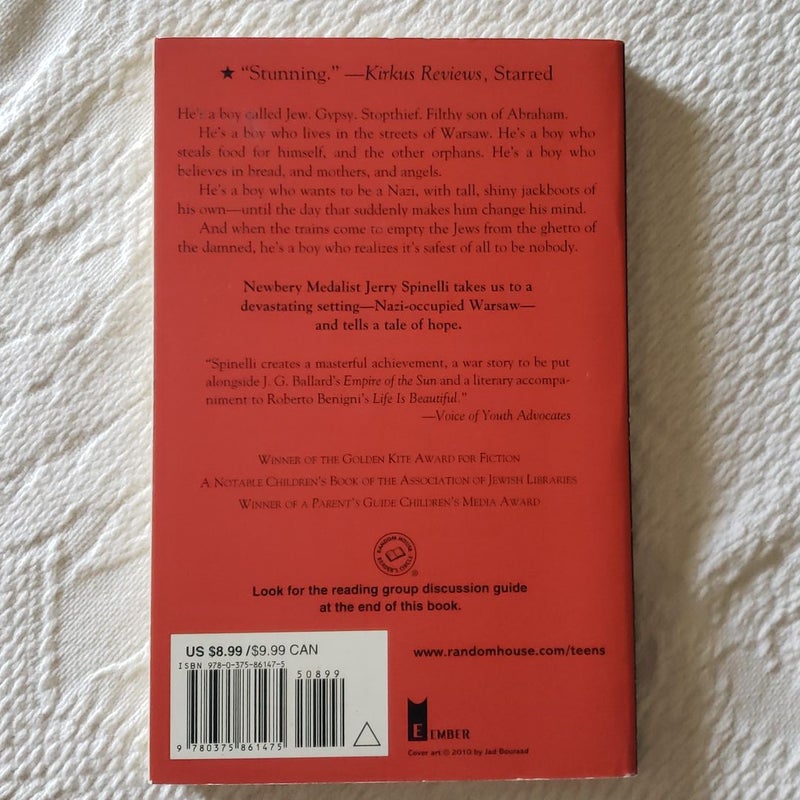 ★ “Stunning.” —Kirkus Reviews, Starred
He's a boy called Jew. Gypsy. Stopthief. Filthy son of Abraham.
He's a boy who lives in the streets of Warsaw. He's a boy who
steals food for himself, and the other orphans. He's a boy who
believes in bread, and mothers, and angels.
He's a boy who wants to be a Nazi, with tall, shiny jackboots of
his own—until the day that suddenly makes him change his mind.
And when the trains come to empty the Jews from the ghetto of
the damned, he's a boy who realizes it's safest of all to be nobody.
Newbery Medalist Jerry Spinelli takes us to a
devastating setting—Nazi-occupied Warsaw—
and tells a tale of hope.
“Spinelli creates a masterful achievement, a war story to be put
alongside J. G. Ballard's Empire of the Sun and a literary accompa-
niment to Roberto Benigni's Life Is Beautiful.”
—Voice of Youth Advocates
Winner of the Golden Kite Award for Fiction
A Notable Children's Book of the Association of Jewish Libraries
Winner of a Parent's Guide Children's Media Award
RANDOM HOUSE
READER'S CIRCLE
®
Look for the reading group discussion guide
at the end of this book.
US $8.99 /$9.99 CAN
ISBN 978-0-375-86147-5
50899
9 780375 861475
www.randomhouse.com/teens
E EMBER
Cover art © 2010 by Jad Bouraad